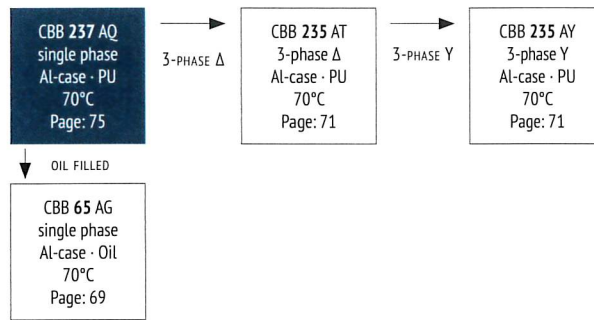 CBB 237 AQ
single phase
Al-case · PU
70°C
Page: 75
3-PHASE Δ
CBB 235 AT
3-phase Δ
Al-case · PU
70°C
Page: 71
3-PHASE Y
CBB 235 AY
3-phase Y
Al-case · PU
70°C
Page: 71
OIL FILLED
CBB 65 AG
single phase
Al-case · Oil
70°C
Page: 69